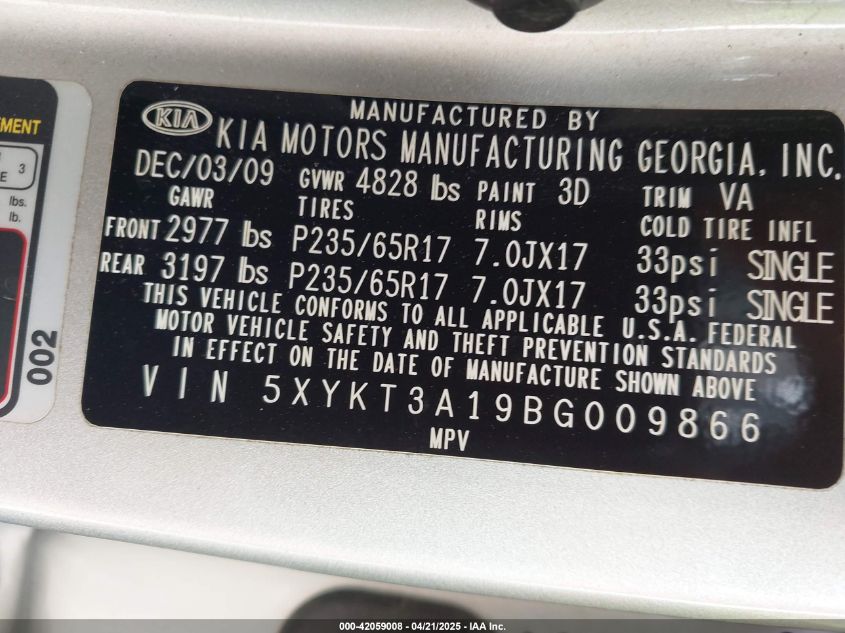 EMENT
3
E
lbs.
lb.
002
KIA
MANUFACTURED BY
KIA MOTORS MANUFACTURING GEORGIA, INC.
DEC/03/09 GVWR 4828 lbs PAINT 3D TRIM VA
GAWR TIRES RIMS COLD TIRE INFL
FRONT 2977 lbs P235/65R17 7.0JX17 33psi SINGLE
REAR 3197 lbs P235/65R17 7.0JX17 33psi SINGLE
THIS VEHICLE CONFORMS TO ALL APPLICABLE U.S.A. FEDERAL
MOTOR VEHICLE SAFETY AND THEFT PREVENTION STANDARDS
IN EFFECT ON THE DATE OF MANUFACTURE SHOWN ABOVE
VIN 5XYKT3A19BG009866
MPV
000-42059008 - 04/21/2025 - IAA Inc.